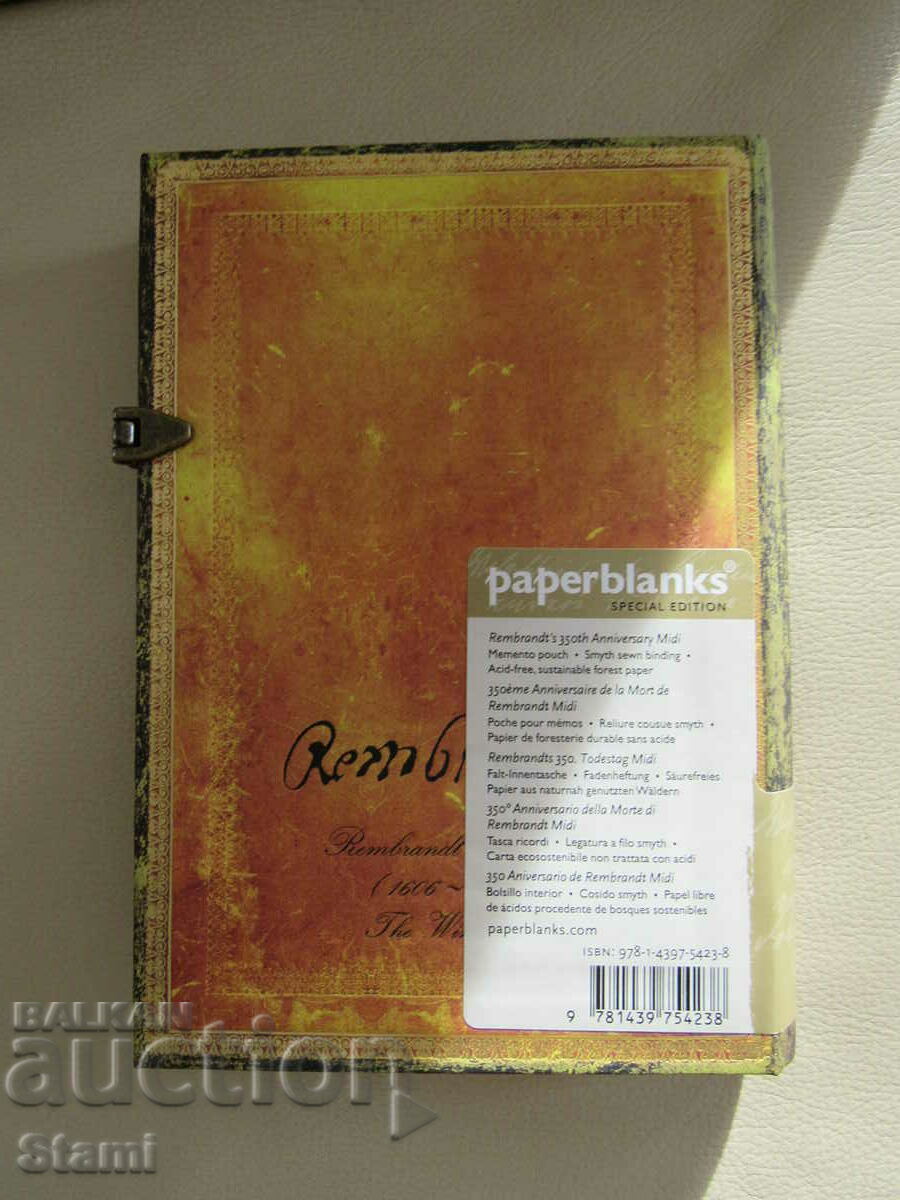 paperblanks®
SPECIAL EDITION
Rembrandt's 350th Anniversary Midi
Memento pouch • Smyth sewn binding •
Acid-free, sustainable forest paper
350ème Anniversaire de la Mort de
Rembrandt Midi
Poche pour mémos • Reliure cousue smyth •
Papier de foresterie durable sans acide
Rembrandts 350. Todestag Midi
Falt-Innentasche • Fadenheftung • Säurefreies
Papier aus naturnah genutzten Wäldern
350° Anniversario della Morte di
Rembrandt Midi
Tasca ricordi • Legatura a filo smyth •
Carta ecosostenibile non trattata con acidi
350 Aniversario de Rembrandt Midi
Bolsillo interior • Cosido smyth • Papel libre
de ácidos procedente de bosques sostenibles
paperblanks.com
ISBN: 978-1-4397-5423-8
9 781439 754238
Remb
Rembrandt
(1606 ~
The
BALKAN
auction
Stami